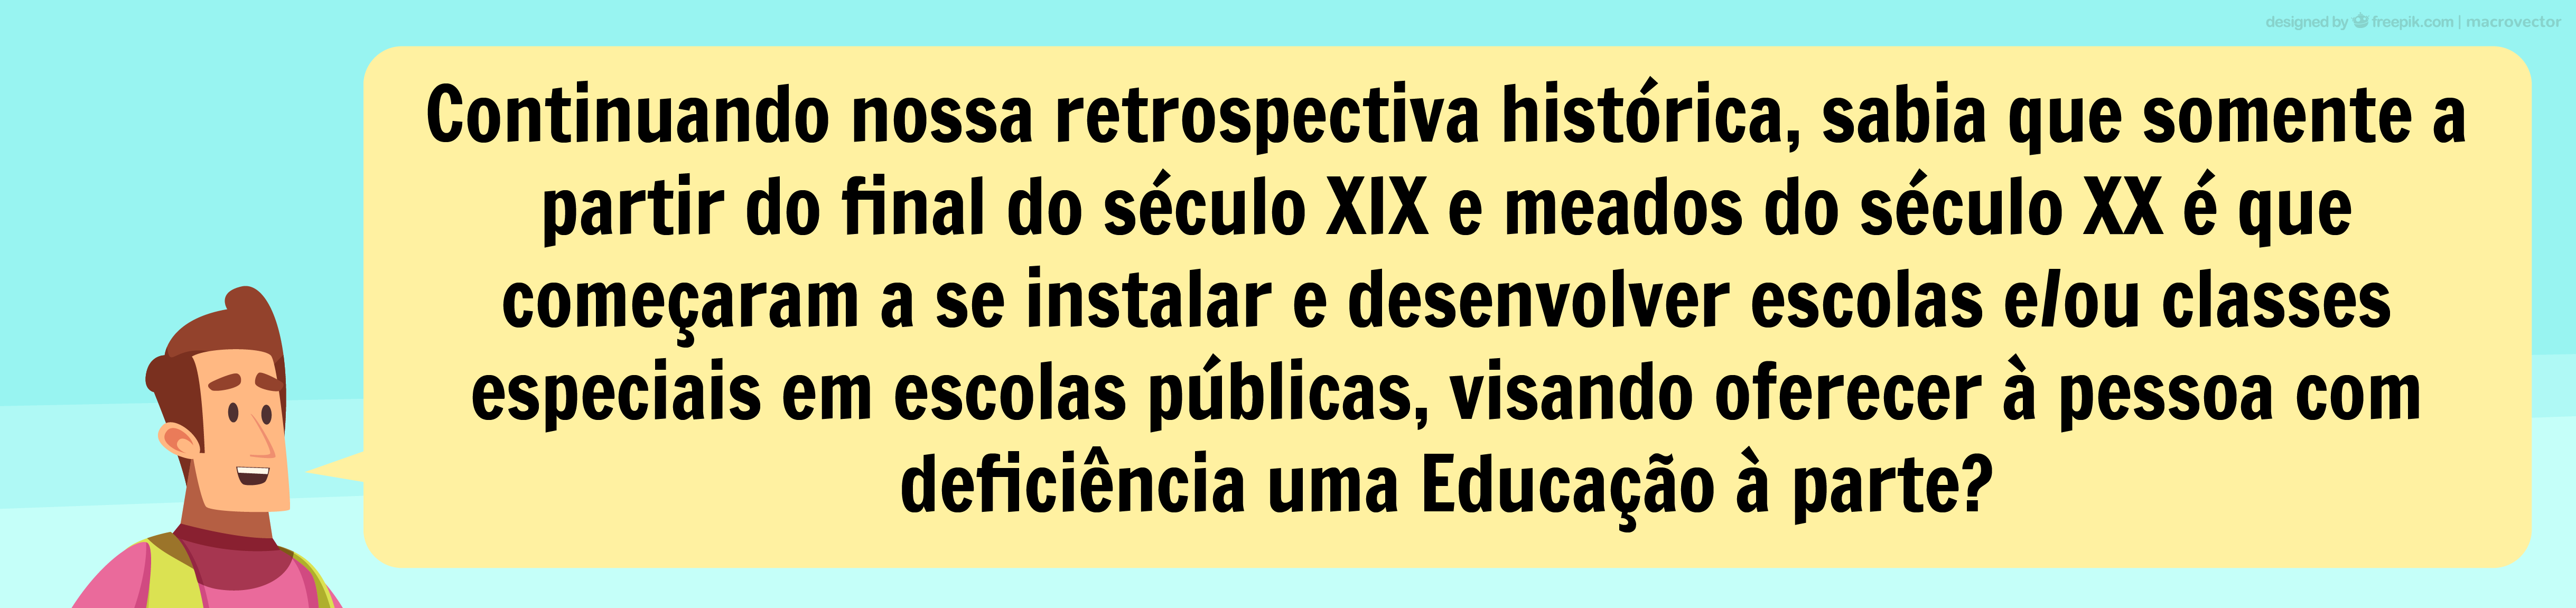 designed by freepik.com | macrovector
Continuando nossa retrospectiva histórica, sabia que somente a
partir do final do século XIX e meados do século XX é que
começaram a se instalar e desenvolver escolas e/ou classes
especiais em escolas públicas, visando oferecer à pessoa com
deficiência uma Educação à parte?